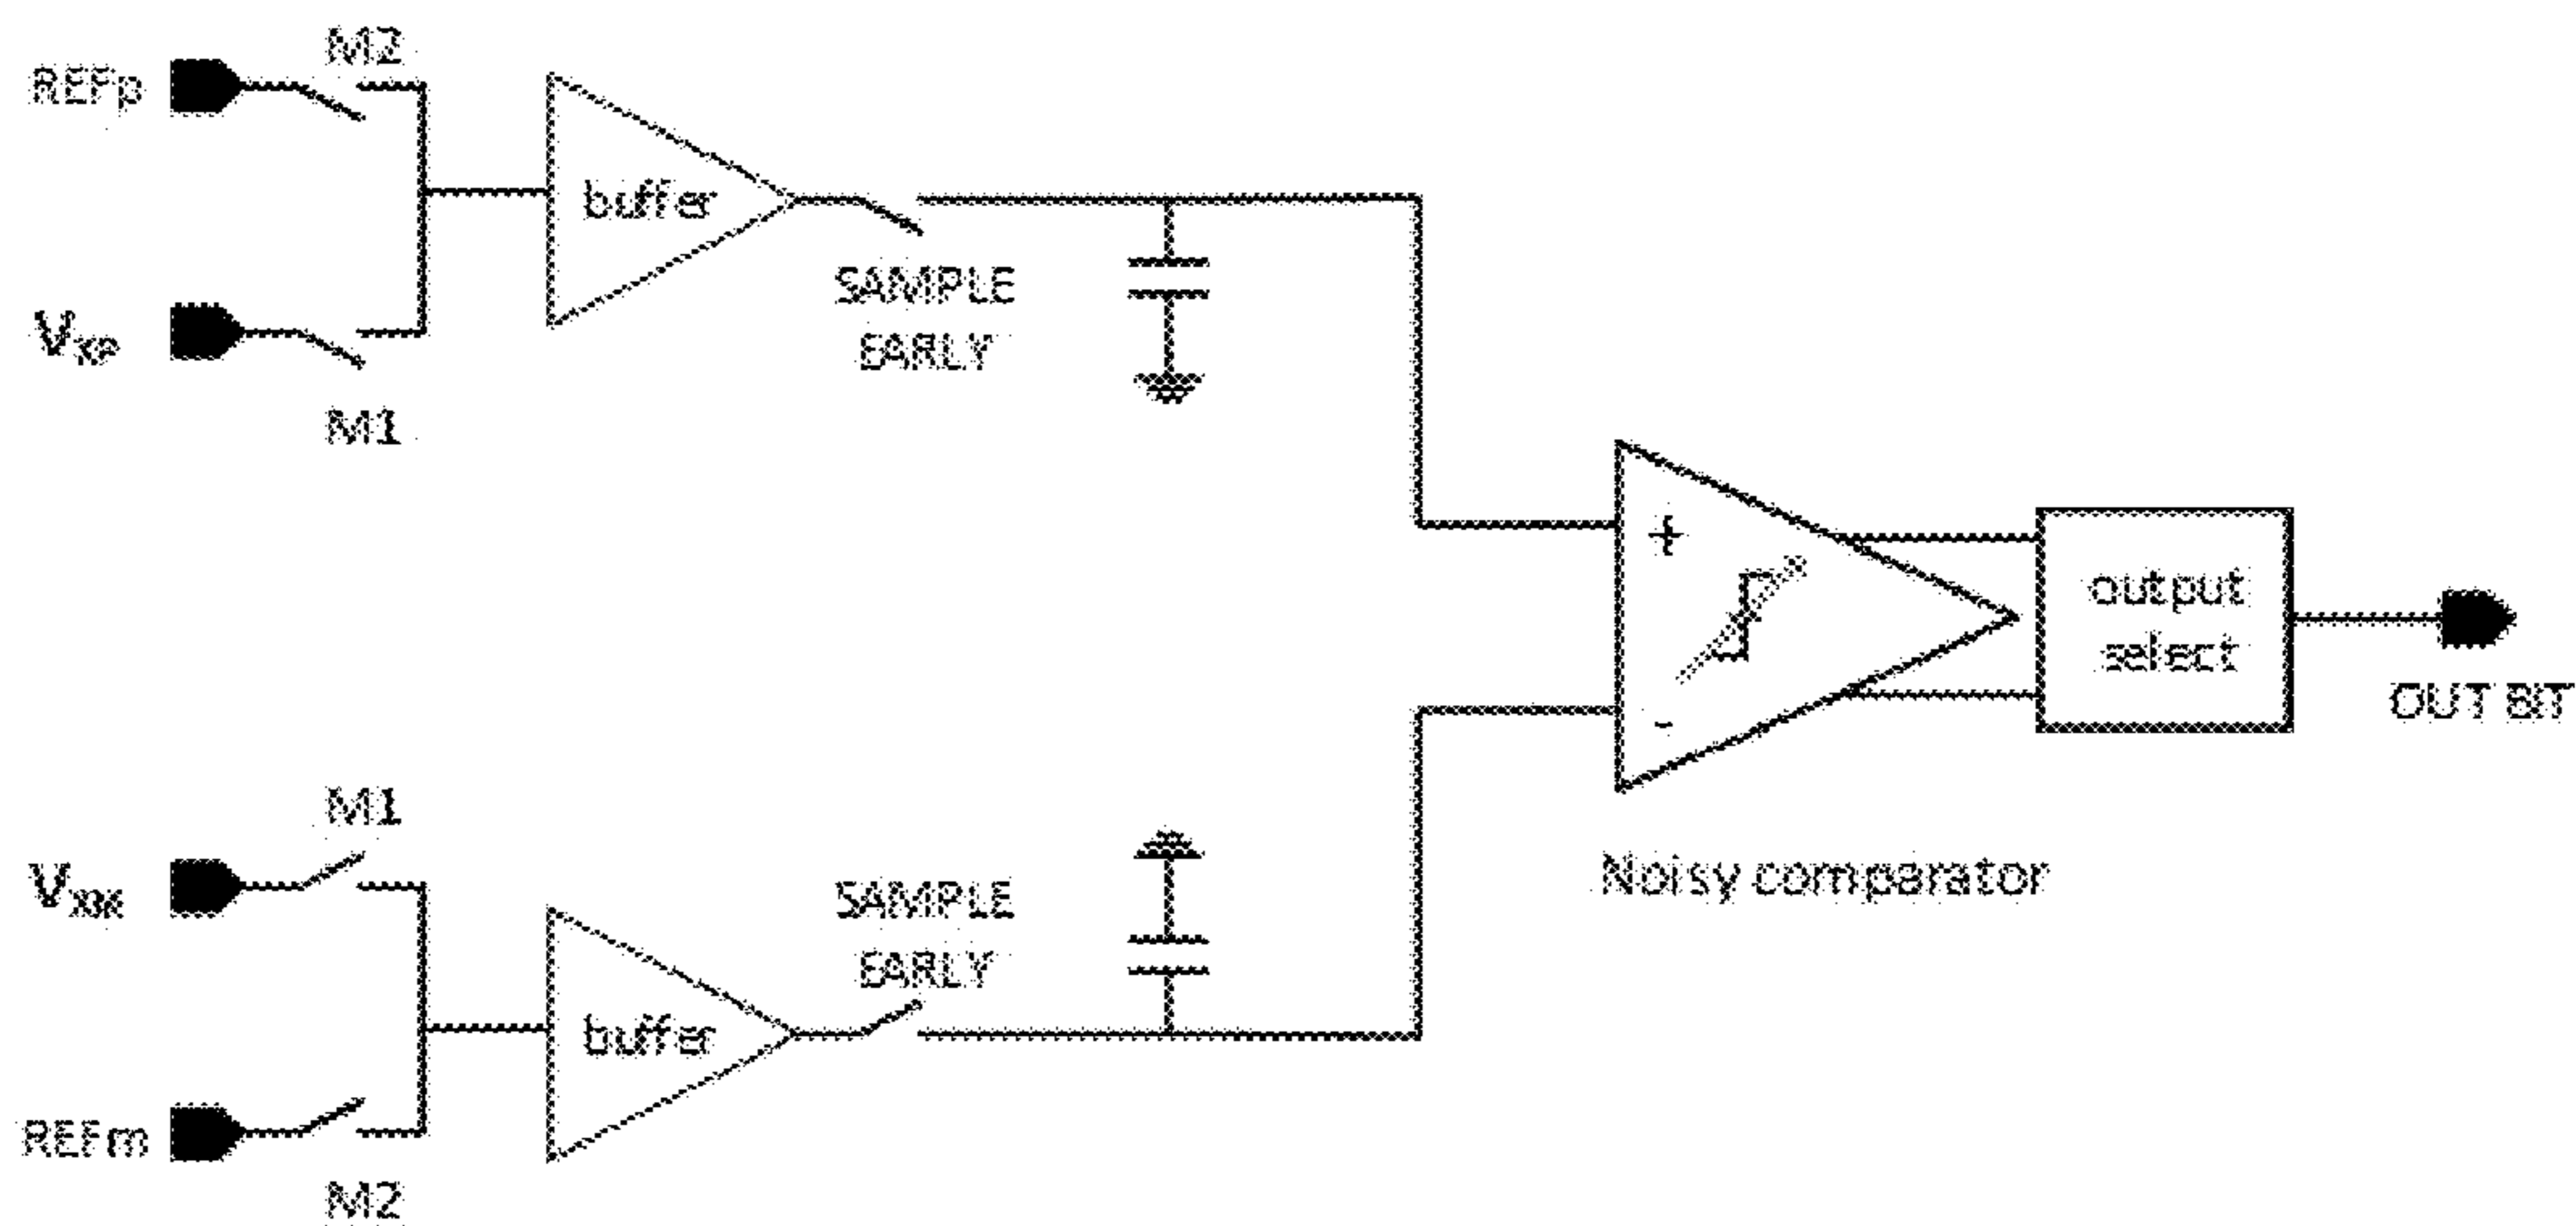 M2
REFp
buffer
SAMPLE
EARLY
VXP
M1
+
output
select
-
OUT BIT
M1
Noisy comparator
SAMPLE
EARLY
buffer
REFm
M2